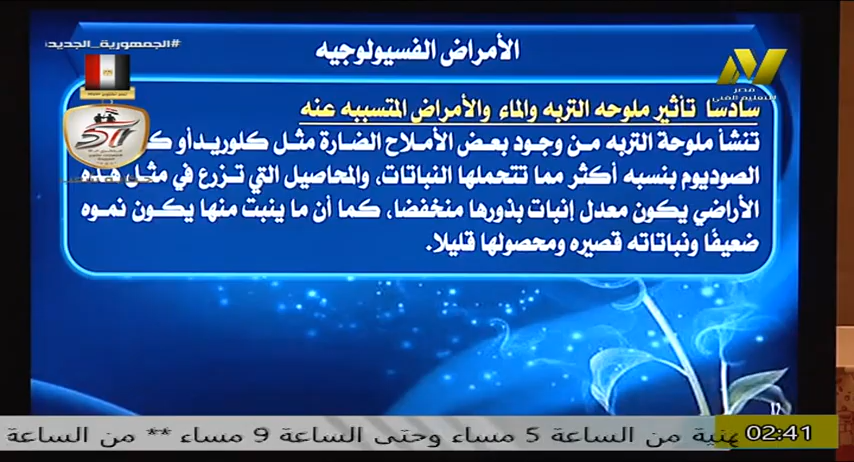 #الجمهورية_الجديدة
الأمراض الفسيولوجيه
مصر
للتعليم الفني
سادسا تأثير ملوحه التربه والماء والأمراض المتسببه عنه
تنشأ ملوحة التربه من وجود بعض الأملاح الضارة مثل كلوريد أو ك
الصوديوم بنسبه أكثر مما تتحملها النباتات، والمحاصيل التي تزرع في مثل هذه
الأراضي يكون معدل إنبات بذورها منخفضا، كما أن ما ينبت منها يكون نموه
ضعيفًا ونباتاته قصيره ومحصولها قليلا.
هنية من الساعة 5 مساء وحتى الساعة 9 مساء ** من الساعة
02:41